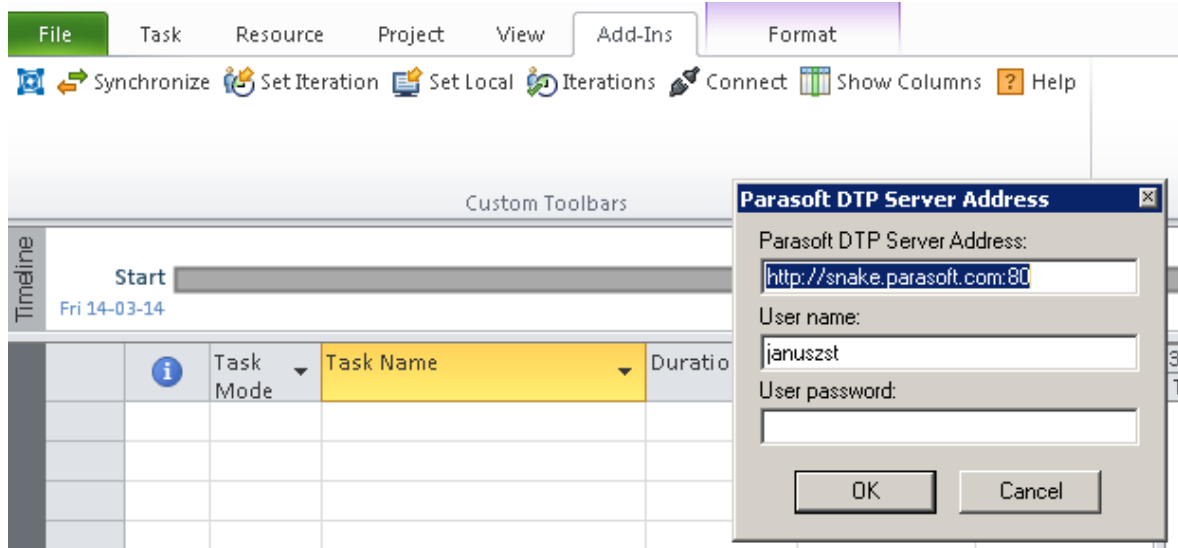 File Task Resource Project View Add-Ins Format
Synchronize Set Iteration Set Local Iterations Connect Show Columns ? Help
Custom Toolbars
Parasoft DTP Server Address
Parasoft DTP Server Address:
http://snake.parasoft.com:80
User name:
januszst
User password:
OK Cancel
Timeline
Start
Fri 14-03-14
Task Mode
Task Name
Duratio